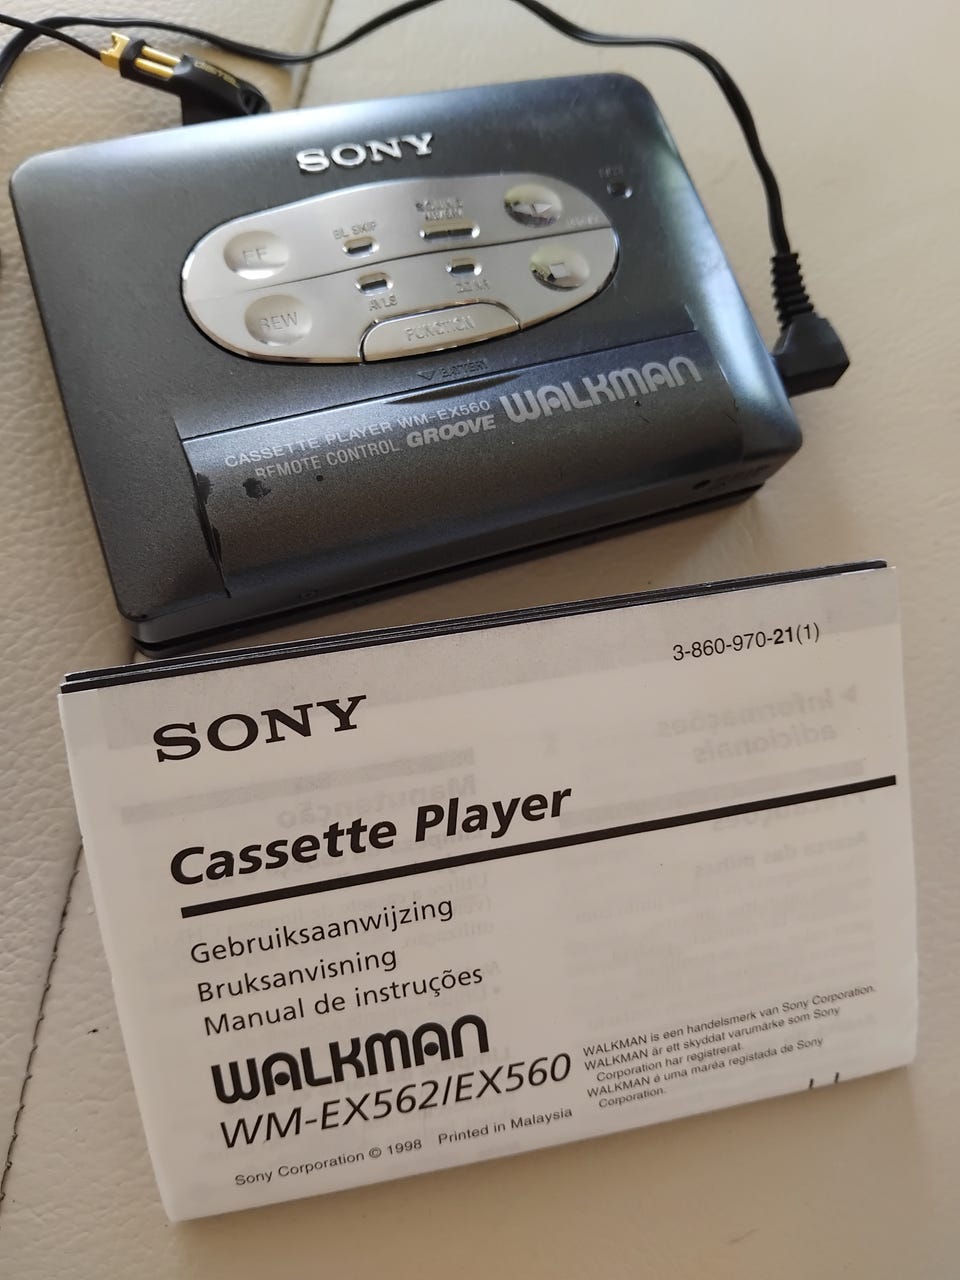 SONY
FF
BL SKIP
REW
AVLS
FUNCTION
BATTERY
CASSETTE PLAYER WM-EX560
REMOTE CONTROL GROOVE WALKMAN
3-860-970-21(1)
SONY
Cassette Player
Gebruiksaanwijzing
Bruksanvisning
Manual de instruções
WALKMAN
WM-EX562/EX560
WALKMAN is een handelsmerk van Sony Corporation.
WALKMAN är ett skyddat varumärke som Sony
Corporation har registrerat.
WALKMAN é uma maréa registada de Sony
Corporation.
Sony Corporation © 1998 Printed in Malaysia